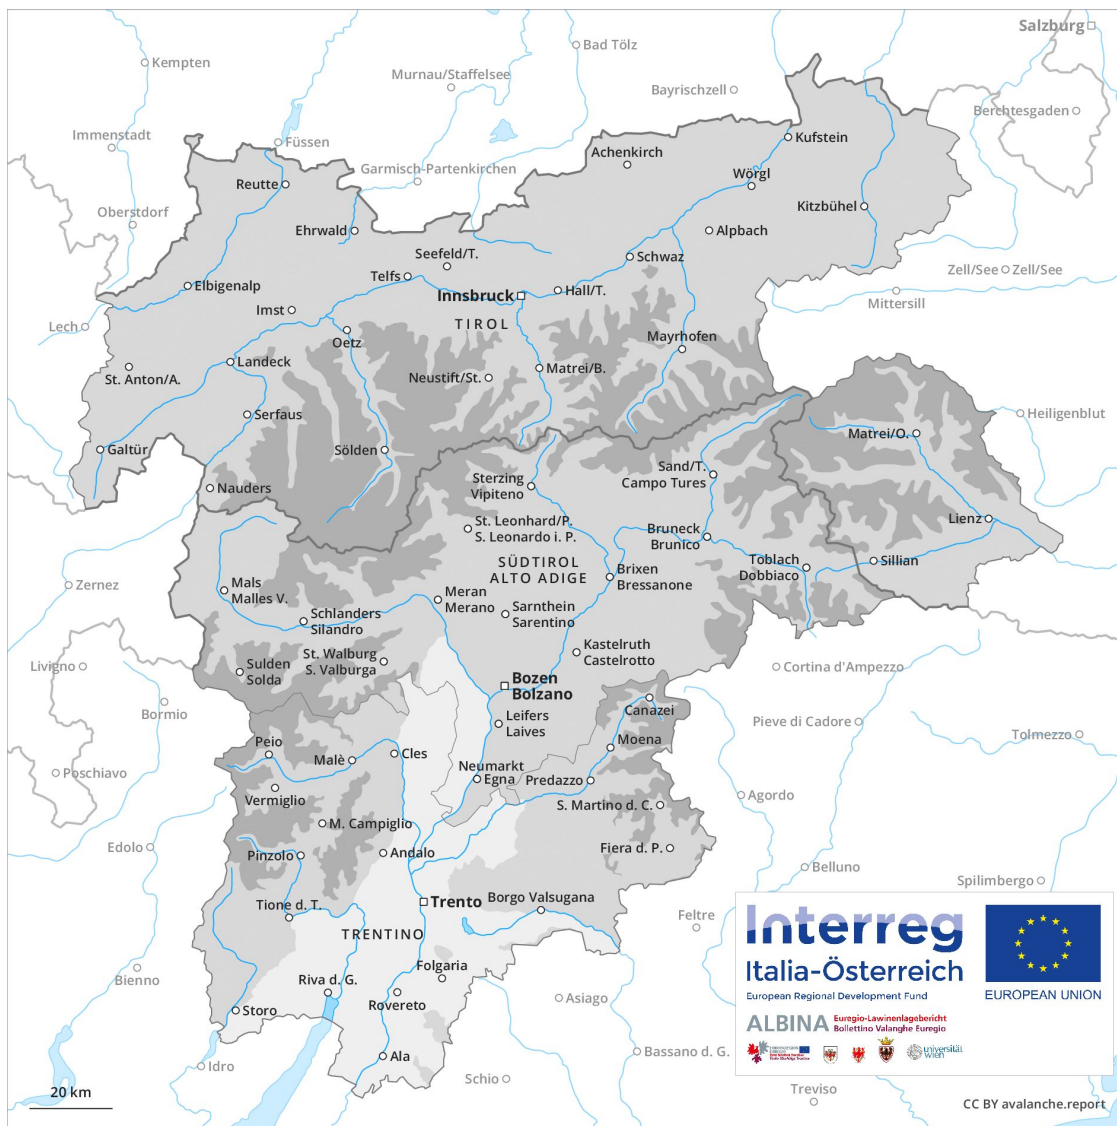 Salzburg
Kempten
Bad Tölz
Murnau/Staffelsee
Bayrischzell
Berchtesgaden
Immenstadt
Füssen
Kufstein
Achenkirch
Garmisch-Partenkirchen
Wörgl
Reutte
Oberstdorf
Kitzbühel
Ehrwald
Alpbach
Seefeld/T.
Schwaz
Telfs
Zell/See
Zell/See
Elbigenalp
Innsbruck
Hall/T.
Mittersill
Imst
TIROL
Lech
Oetz
Mayrhofen
Landeck
Matrei/B.
St. Anton/A.
Neustift/St.
Serfaus
Heiligenblut
Matrei/O.
Galtür
Sölden
Sand/T.
Campo Tures
Sterzing
Vipiteno
Nauders
Lienz
St. Leonhard/P.
S. Leonardo i. P.
Bruneck
Brunico
SÜDTIROL
ALTO ADIGE
Toblach
Dobbiaco
Sillian
Brixen
Bressanone
Zernez
Mals
Malles V.
Meran
Merano
Sarnthein
Sarentino
Schlanders
Silandro
Kastelruth
Castelrotto
St. Walburg
S. Valburga
Livigno
Sulden
Solda
Cortina d'Ampezzo
Bozen
Bolzano
Bormio
Canazei
Leifers
Laives
Pieve di Cadore
Tolmezzo
Peio
Moena
Malè
Cles
Poschiavo
Neumarkt
Egna
Predazzo
Vermiglio
Agordo
S. Martino d. C.
M. Campiglio
Edolo
Pinzolo
Andalo
Fiera d. P.
Belluno
Spilimbergo
Tione d. T.
Trento
Borgo Valsugana
Feltre
TRENTINO
Interreg
Italia-Österreich
European Regional Development Fund
EUROPEAN UNION
Folgaria
Bienno
Riva d. G.
Rovereto
Asiago
Storo
ALBINA
Euregio-Lawinenlagebericht
Bollettino Valanghe Euregio
universität
wien
Ala
Bassano d. G.
Idro
Schio
Treviso
20 km
CC BY avalanche.report